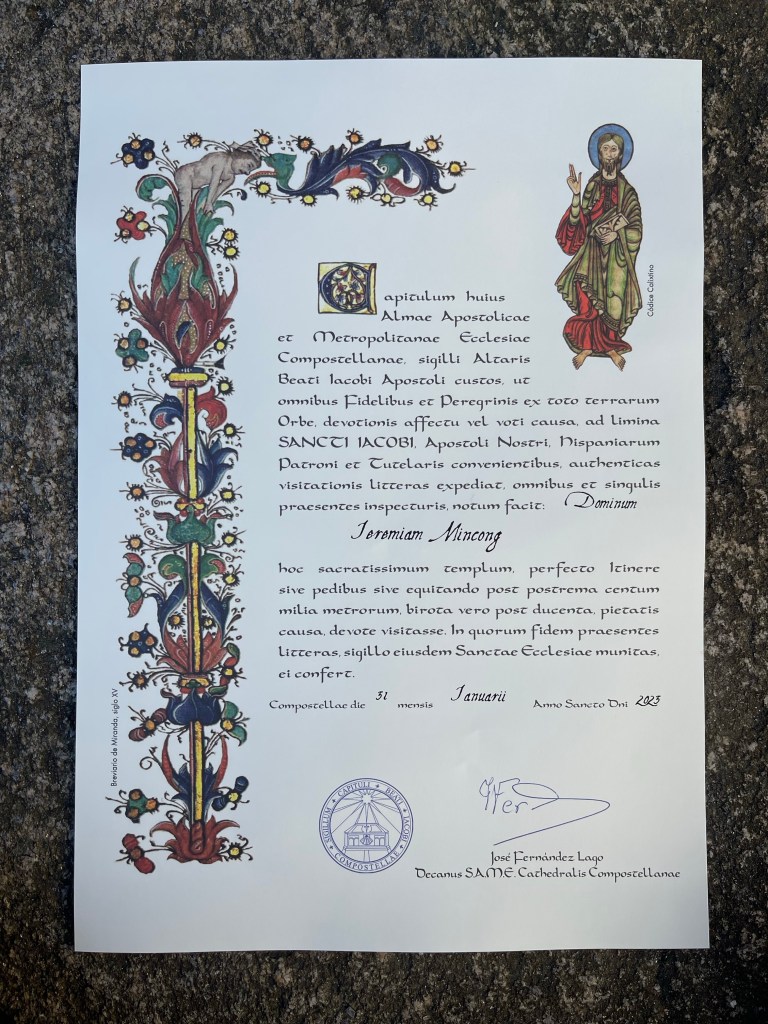 Códice Calixtino
Capitulum huius
Almae Apostolicae
et Metropolitanae Ecclesiae
Compostellanae, sigilli Altaris
Beati Iacobi Apostoli custos, ut
omnibus Fidelibus et Peregrinis ex toto terrarum
Orbe, devotionis affectu vel voti causa, ad limina
SANCTI IACOBI, Apostoli Nostri, Hispaniarum
Patroni et Tutelaris convenientibus, authenticas
visitationis litteras expediat, omnibus et singulis
praesentes inspecturis, notum facit: Dominum
Ieremiam Mincong
hoc sacratissimum templum, perfecto Itinere
sive pedibus sive equitando post postrema centum
milia metrorum, birota vero post ducenta, pietatis
causa, devote visitasse. In quorum fidem praesentes
litteras, sigillo eiusdem Sanctae Ecclesiae munitas,
ei confert.
Compostellae die 31 mensis Ianuarii Anno Sancto Dni 2023
Breviario de Miranda, siglo XV
SIGILLUM CAPITULI BEATI IACOBI
COMPOSTELLAE
José Fernández Lago
Decanus S.A.M.E. Cathedralis Compostellanae